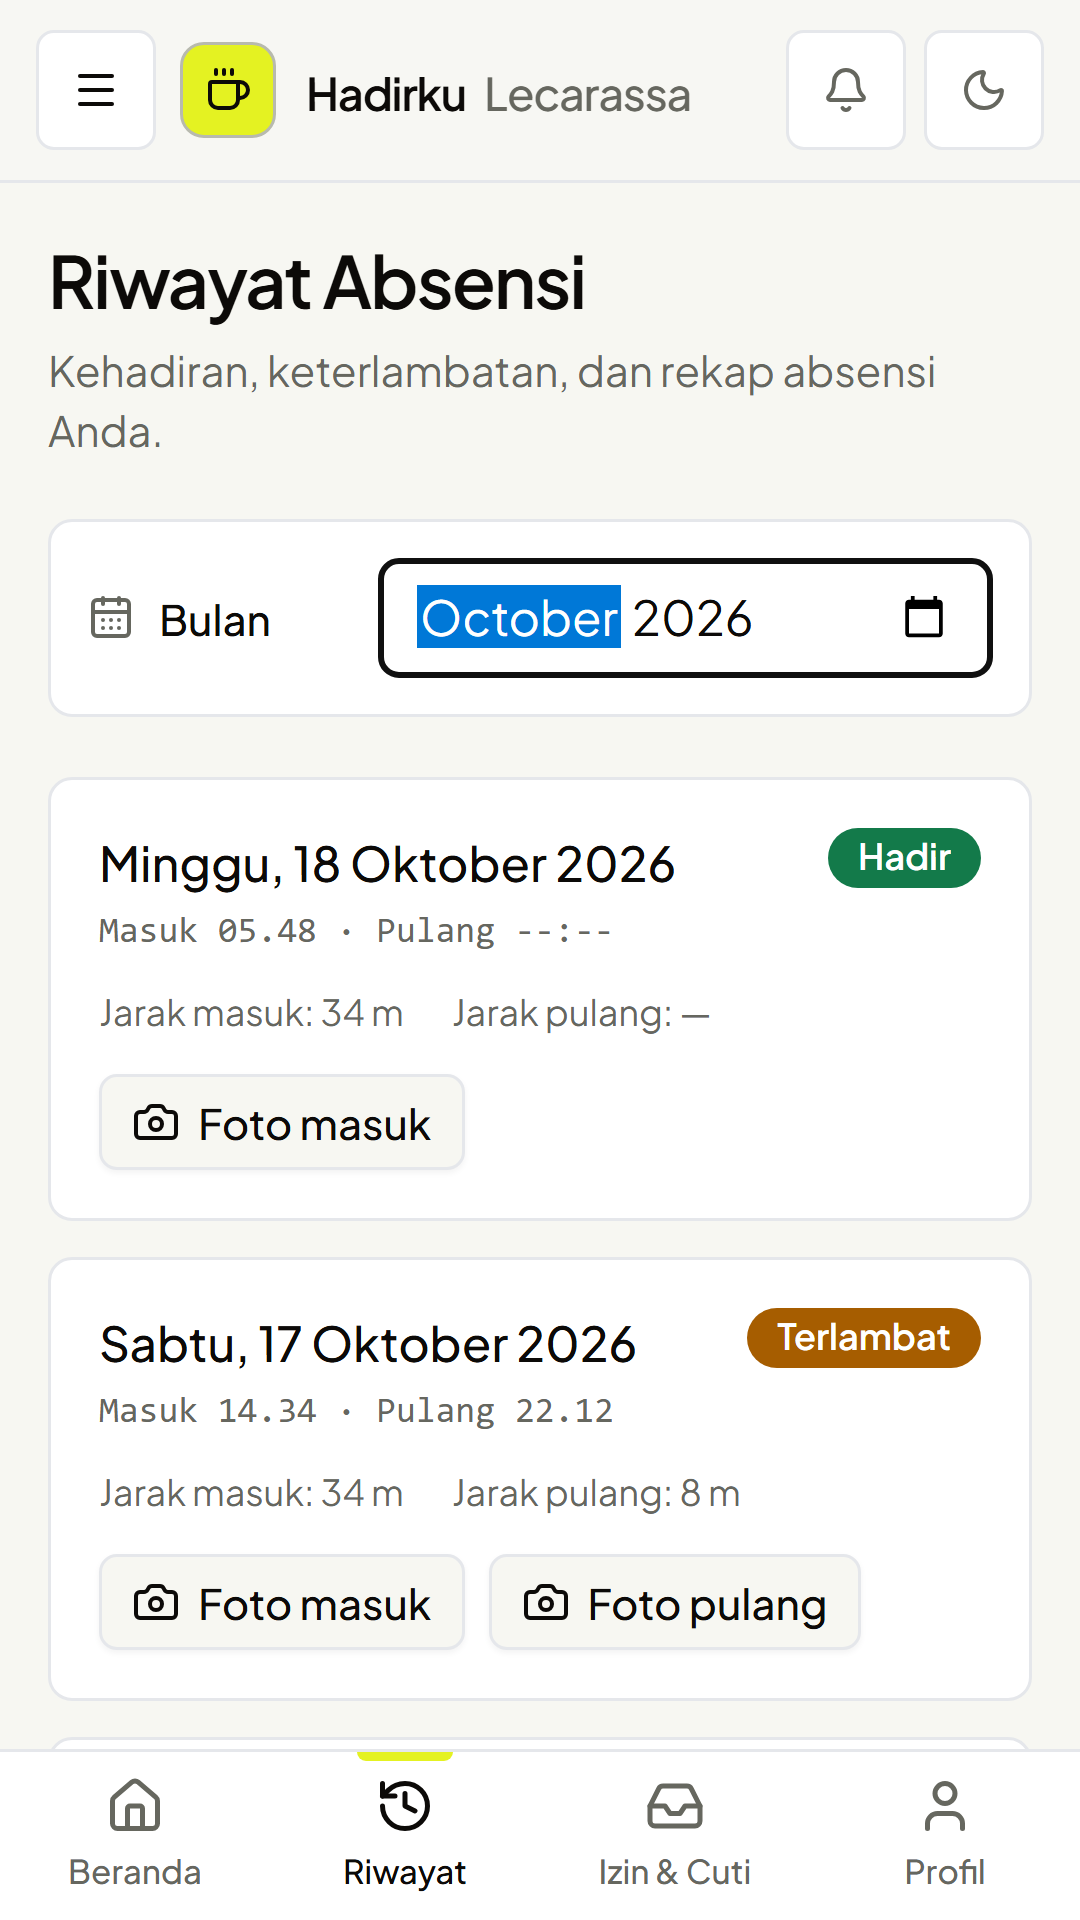 Hadirku Lecarassa
Riwayat Absensi
Kehadiran, keterlambatan, dan rekap absensi
Anda.
Bulan
October 2026
Minggu, 18 Oktober 2026
Hadir
Masuk 05.48 · Pulang --:--
Jarak masuk: 34 m Jarak pulang: —
Foto masuk
Sabtu, 17 Oktober 2026
Terlambat
Masuk 14.34 · Pulang 22.12
Jarak masuk: 34 m Jarak pulang: 8 m
Foto masuk Foto pulang
Beranda Riwayat Izin & Cuti Profil